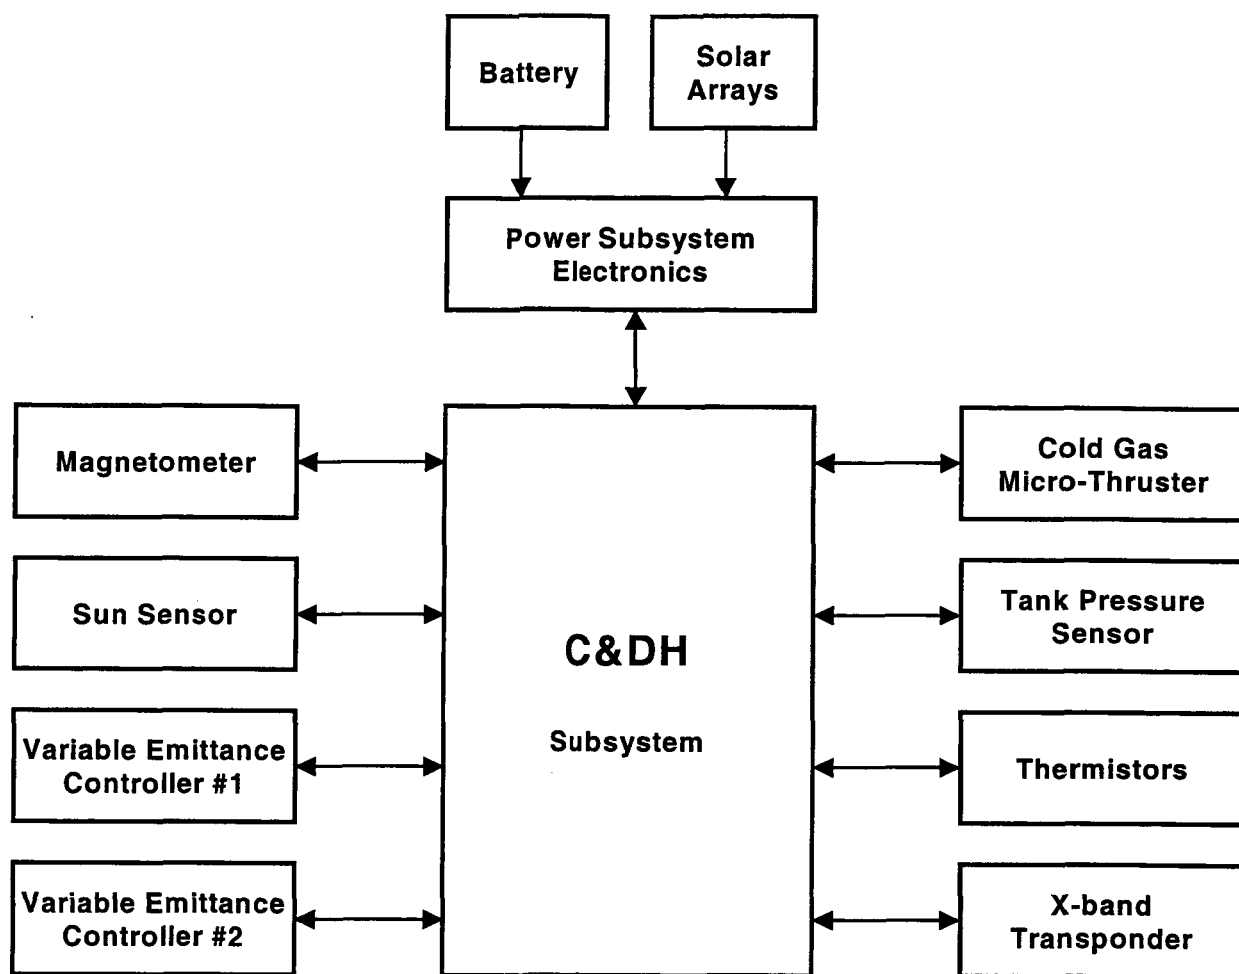 Battery
Solar
Arrays
Power Subsystem
Electronics
Magnetometer
Sun Sensor
Variable Emittance
Controller #1
Variable Emittance
Controller #2
C&DH
Subsystem
Cold Gas
Micro-Thruster
Tank Pressure
Sensor
Thermistors
X-band
Transponder